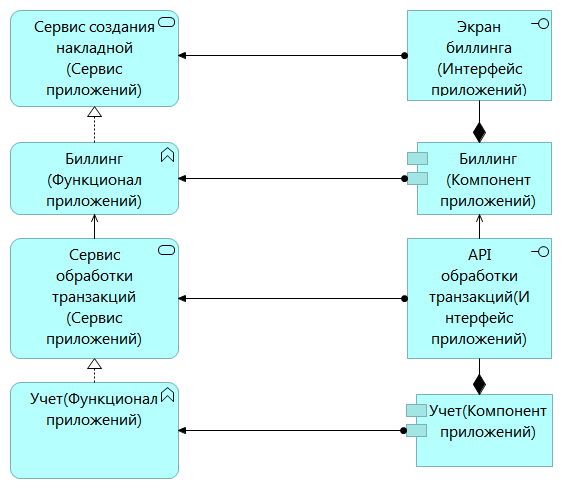 Сервис создания
накладной
(Сервис
приложений)
Экран
биллинга
(Интерфейс
приложений)
Биллинг
(Функционал
приложений)
Биллинг
(Компонент
приложений)
Сервис
обработки
транзакций
(Сервис
приложений)
API
обработки
транзакций(И
нтерфейс
приложений)
Учет(Функционал
приложений)
Учет(Компонент
приложений)